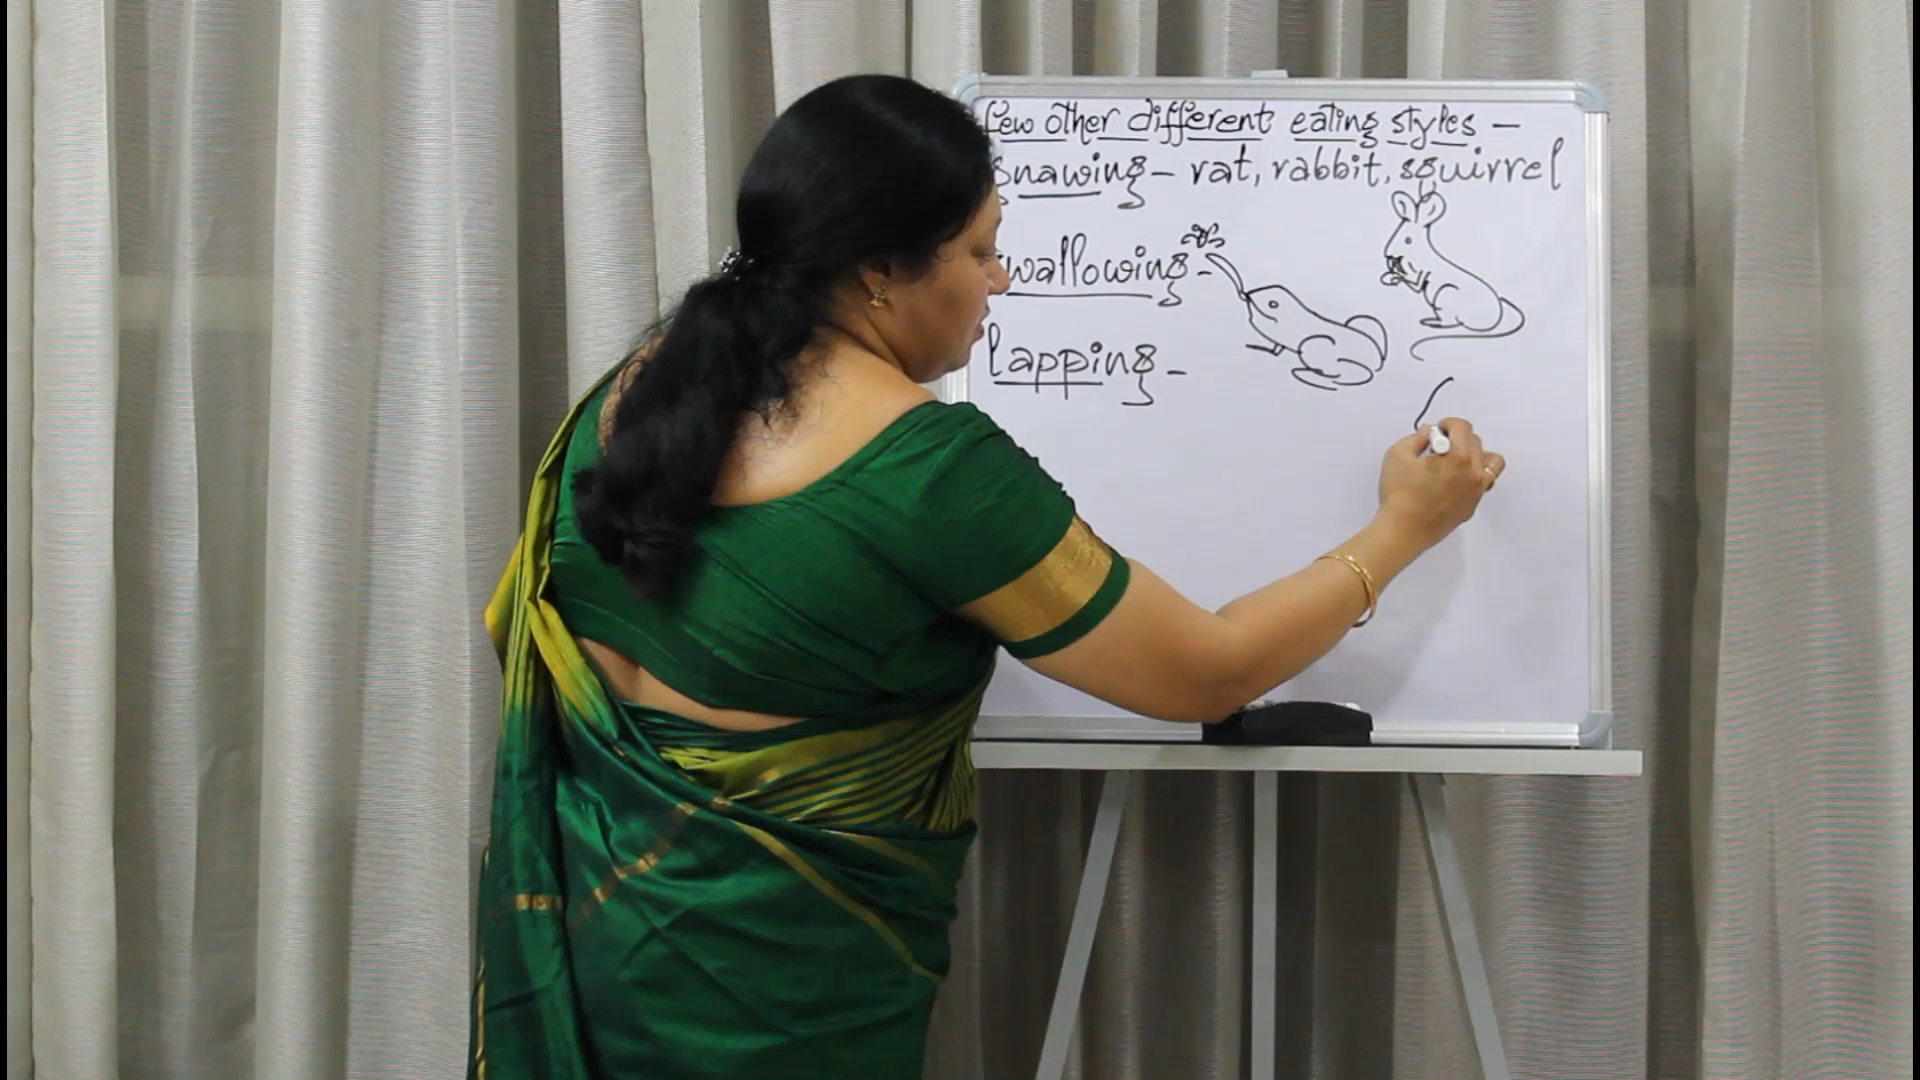 few other different eating styles -
gnawing - rat, rabbit, squirrel
swallowing -
lapping -